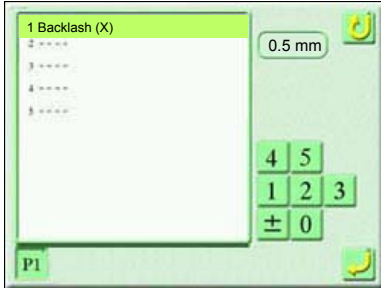 1 Backlash (X)
2 ----
3 ----
4 ----
5 ----
0.5 mm
4 5
1 2 3
± 0
P1